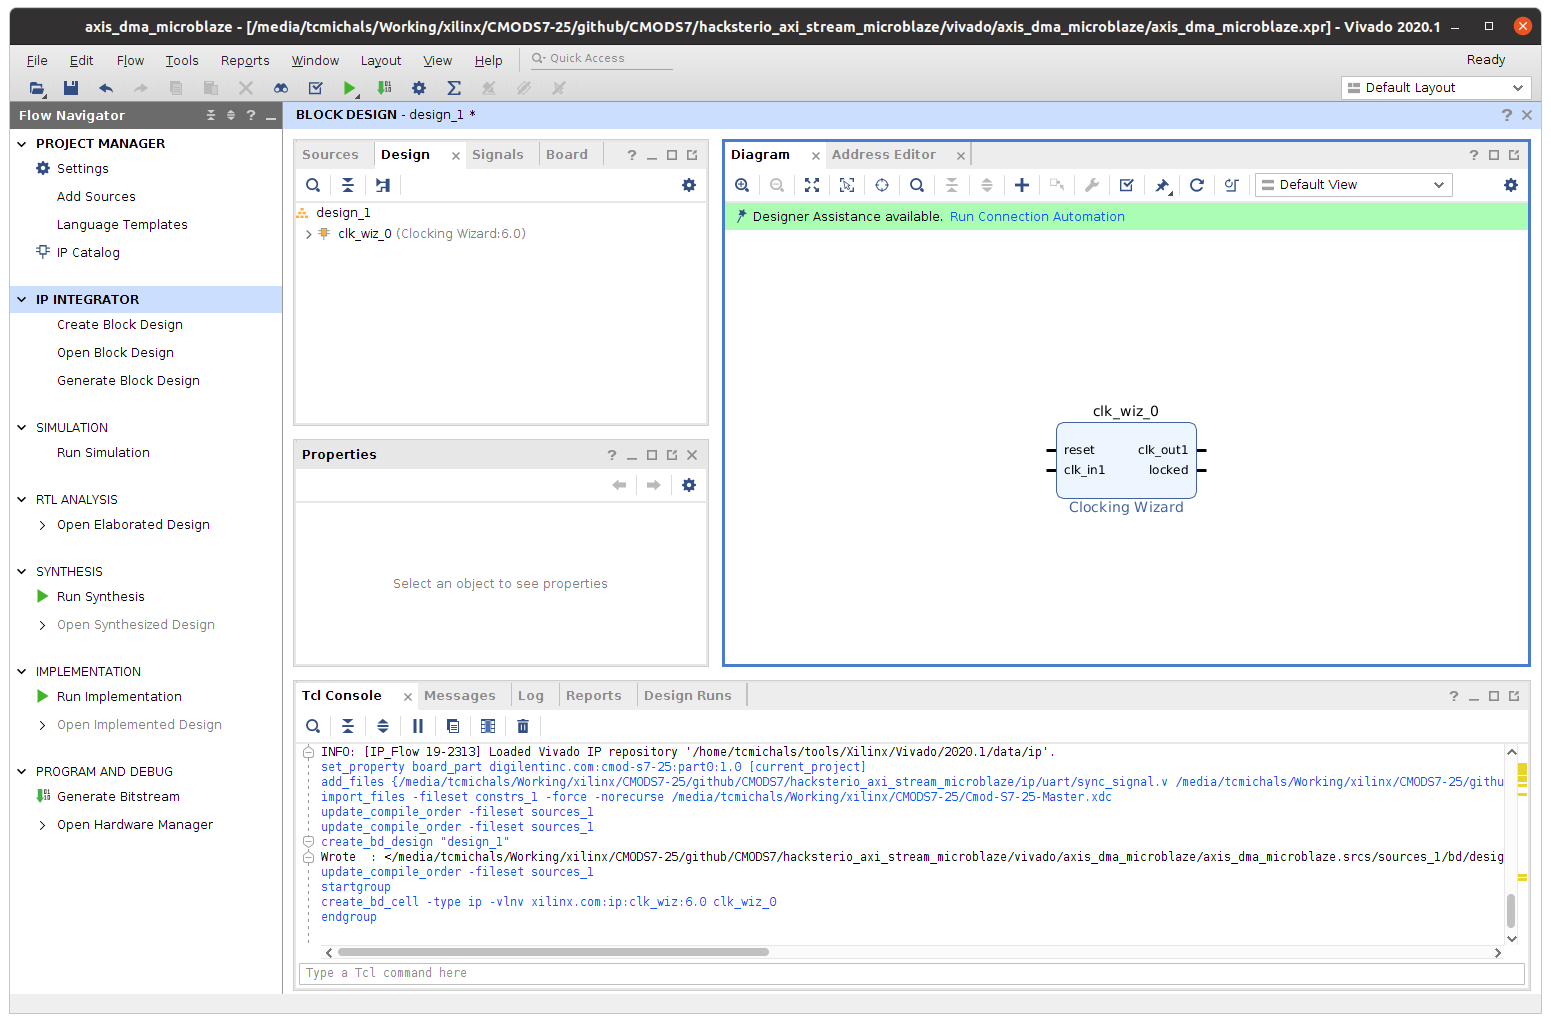 axis_dma_microblaze - [/media/tcmichals/Working/xilinx/CMODS7-25/github/CMODS7/hacksterio_axi_stream_microblaze/vivado/axis_dma_microblaze/axis_dma_microblaze.xpr] - Vivado 2020.1
File Edit Flow Tools Reports Window Layout View Help Quick Access Ready
Default Layout
Flow Navigator
BLOCK DESIGN - design_1 *
PROJECT MANAGER
Settings
Add Sources
Language Templates
IP Catalog
IP INTEGRATOR
Create Block Design
Open Block Design
Generate Block Design
SIMULATION
Run Simulation
RTL ANALYSIS
Open Elaborated Design
SYNTHESIS
Run Synthesis
Open Synthesized Design
IMPLEMENTATION
Run Implementation
Open Implemented Design
PROGRAM AND DEBUG
Generate Bitstream
Open Hardware Manager
Sources Design Signals Board
design_1
clk_wiz_0 (Clocking Wizard:6.0)
Properties
Select an object to see properties
Diagram Address Editor
Default View
Designer Assistance available. Run Connection Automation
clk_wiz_0
reset clk_out1
clk_in1 locked
Clocking Wizard
Tcl Console Messages Log Reports Design Runs
INFO: [IP_Flow 19-2313] Loaded Vivado IP repository '/home/tcmichals/tools/Xilinx/Vivado/2020.1/data/ip'.
set_property board_part digilentinc.com:cmod-s7-25:part0:1.0 [current_project]
add_files {/media/tcmichals/Working/xilinx/CMODS7-25/github/CMODS7/hacksterio_axi_stream_microblaze/ip/uart/sync_signal.v /media/tcmichals/Working/xilinx/CMODS7-25/githu
import_files -fileset constrs_1 -force -norecurse /media/tcmichals/Working/xilinx/CMODS7-25/Cmod-S7-25-Master.xdc
update_compile_order -fileset sources_1
update_compile_order -fileset sources_1
create_bd_design "design_1"
Wrote : </media/tcmichals/Working/xilinx/CMODS7-25/github/CMODS7/hacksterio_axi_stream_microblaze/vivado/axis_dma_microblaze/axis_dma_microblaze.srcs/sources_1/bd/desig
update_compile_order -fileset sources_1
startgroup
create_bd_cell -type ip -vlnv xilinx.com:ip:clk_wiz:6.0 clk_wiz_0
endgroup
Type a Tcl command here